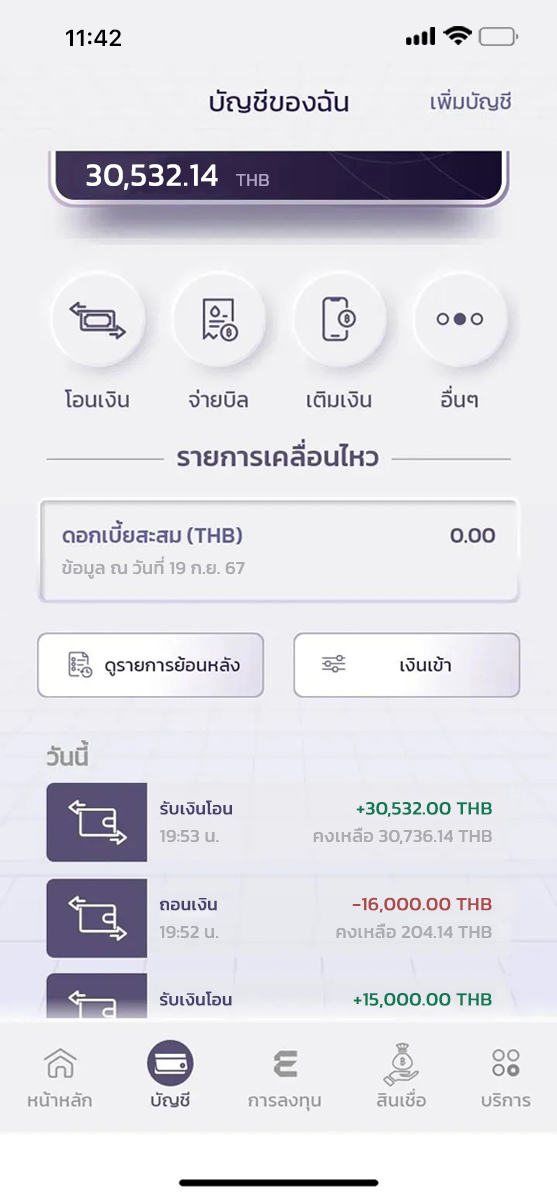 11:42
บัญชีของฉัน
เพิ่มบัญชี
30,532.14 THB
โอนเงิน
จ่ายบิล
เติมเงิน
อื่นๆ
รายการเคลื่อนไหว
ดอกเบี้ยสะสม (THB) 0.00
ข้อมูล ณ วันที่ 19 ก.ย. 67
ดูรายการย้อนหลัง
เงินเข้า
วันนี้
รับเงินโอน +30,532.00 THB
19:53 น. คงเหลือ 30,736.14 THB
ถอนเงิน -16,000.00 THB
19:52 น. คงเหลือ 204.14 THB
รับเงินโอน +15,000.00 THB
หน้าหลัก
บัญชี
การลงทุน
สินเชื่อ
บริการ